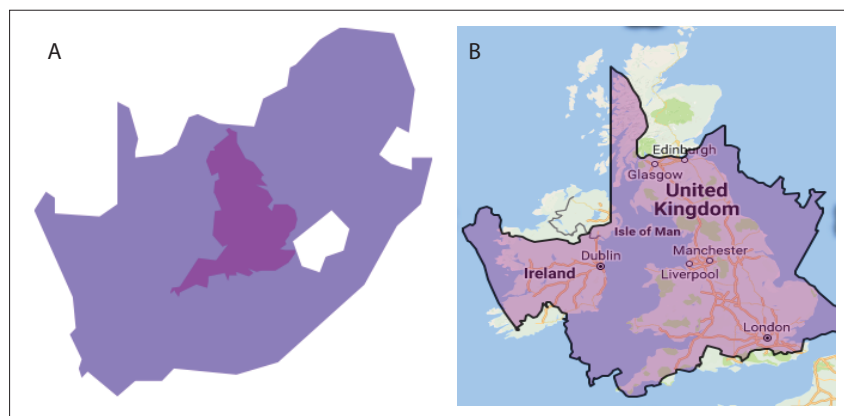 A
B
Edinburgh
Glasgow
United
Kingdom
Isle of Man
Dublin
Manchester
Ireland
Liverpool
London